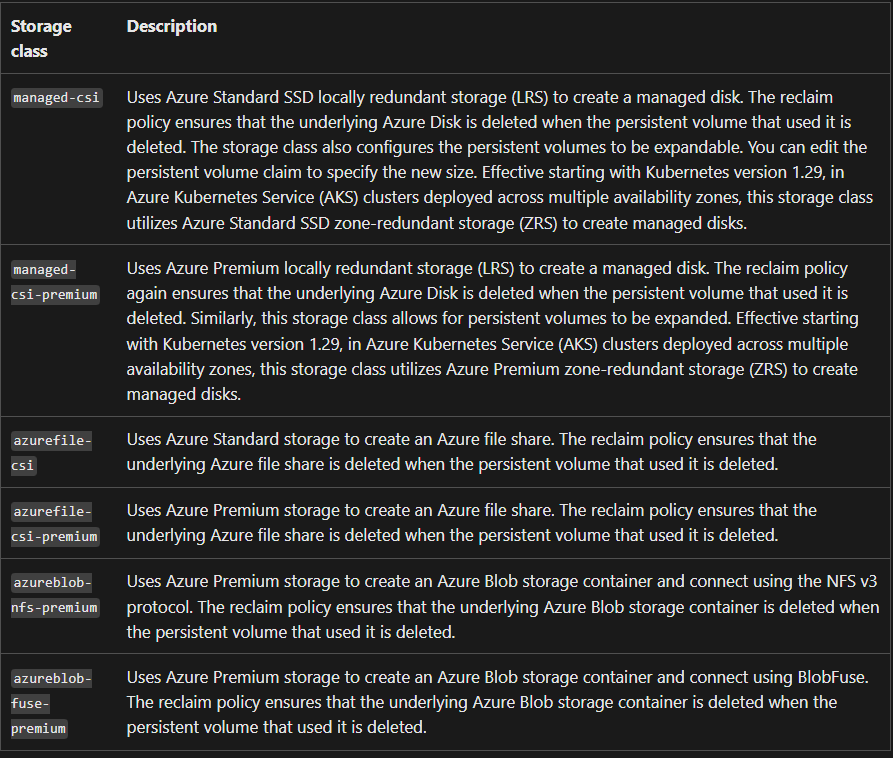 Storage class
Description
managed-csi
Uses Azure Standard SSD locally redundant storage (LRS) to create a managed disk. The reclaim
policy ensures that the underlying Azure Disk is deleted when the persistent volume that used it is
deleted. The storage class also configures the persistent volumes to be expandable. You can edit the
persistent volume claim to specify the new size. Effective starting with Kubernetes version 1.29, in
Azure Kubernetes Service (AKS) clusters deployed across multiple availability zones, this storage class
utilizes Azure Standard SSD zone-redundant storage (ZRS) to create managed disks.
managed-
csi-premium
Uses Azure Premium locally redundant storage (LRS) to create a managed disk. The reclaim policy
again ensures that the underlying Azure Disk is deleted when the persistent volume that used it is
deleted. Similarly, this storage class allows for persistent volumes to be expanded. Effective starting
with Kubernetes version 1.29, in Azure Kubernetes Service (AKS) clusters deployed across multiple
availability zones, this storage class utilizes Azure Premium zone-redundant storage (ZRS) to create
managed disks.
azurefile-
csi
Uses Azure Standard storage to create an Azure file share. The reclaim policy ensures that the
underlying Azure file share is deleted when the persistent volume that used it is deleted.
azurefile-
csi-premium
Uses Azure Premium storage to create an Azure file share. The reclaim policy ensures that the
underlying Azure file share is deleted when the persistent volume that used it is deleted.
azureblob-
nfs-premium
Uses Azure Premium storage to create an Azure Blob storage container and connect using the NFS v3
protocol. The reclaim policy ensures that the underlying Azure Blob storage container is deleted when
the persistent volume that used it is deleted.
azureblob-
fuse-
premium
Uses Azure Premium storage to create an Azure Blob storage container and connect using BlobFuse.
The reclaim policy ensures that the underlying Azure Blob storage container is deleted when the
persistent volume that used it is deleted.